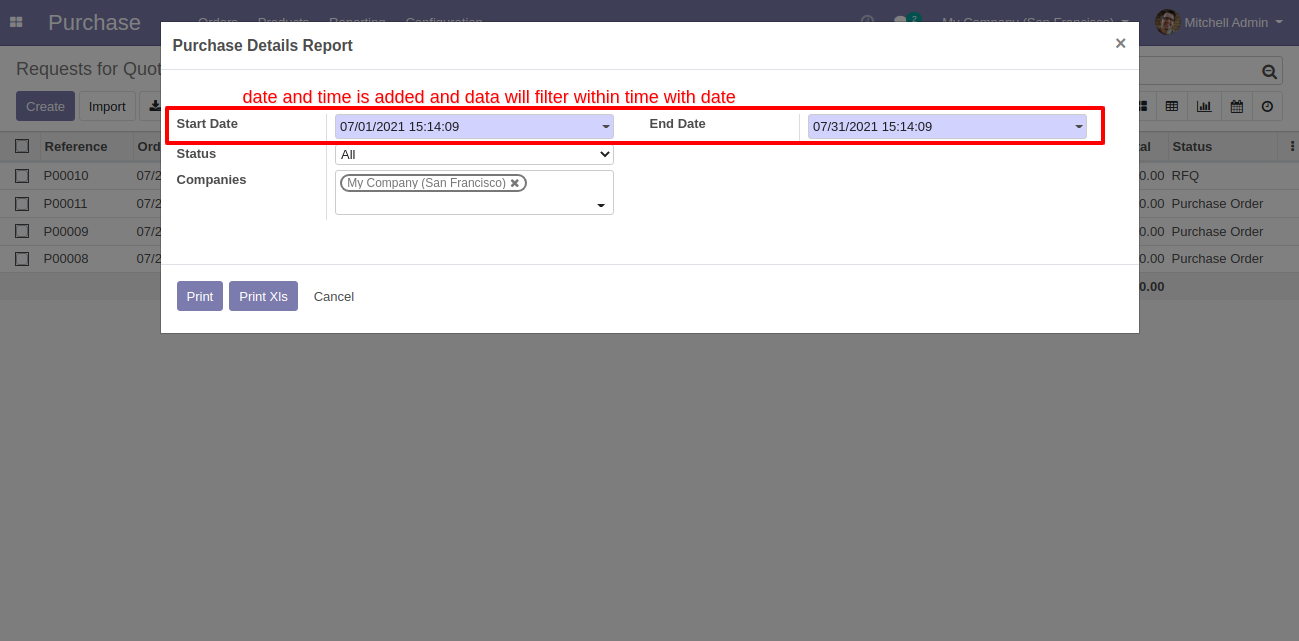 Purchase Orders Products Reporting Configuration 2 My Company (San Francisco) Mitchell Admin
Purchase Details Report ×
Requests for Quot
Create Import
date and time is added and data will filter within time with date
Start Date 07/01/2021 15:14:09 End Date 07/31/2021 15:14:09
Status All
Companies My Company (San Francisco) ✖
Print Print Xls Cancel
Reference Ord al Status
P00010 07/2 0.00 RFQ
P00011 07/2 0.00 Purchase Order
P00009 07/2 0.00 Purchase Order
P00008 07/2 0.00 Purchase Order
0.00